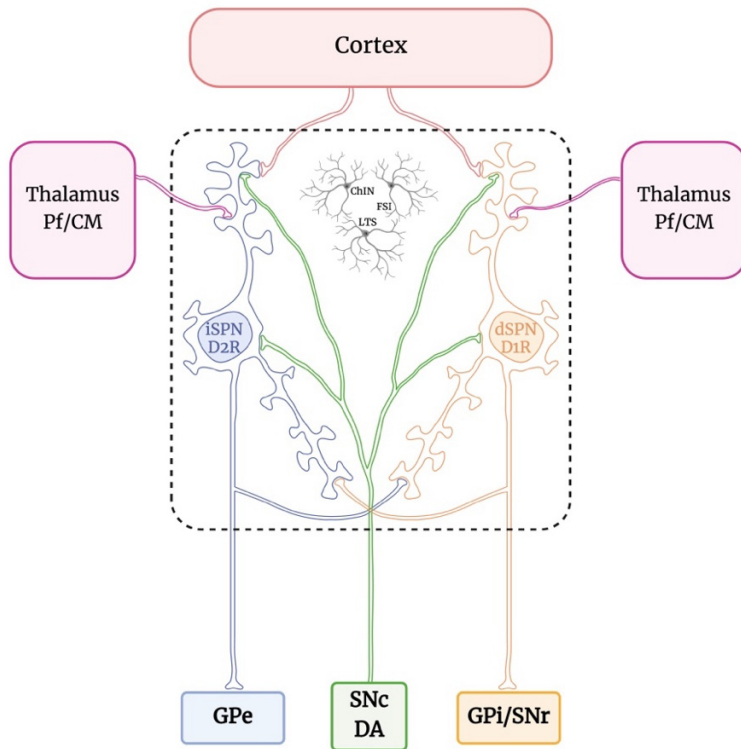 Cortex
Thalamus
Pf/CM
ChIN
FSI
LTS
Thalamus
Pf/CM
iSPN
D2R
dSPN
D1R
GPe
SNc
DA
GPi/SNr